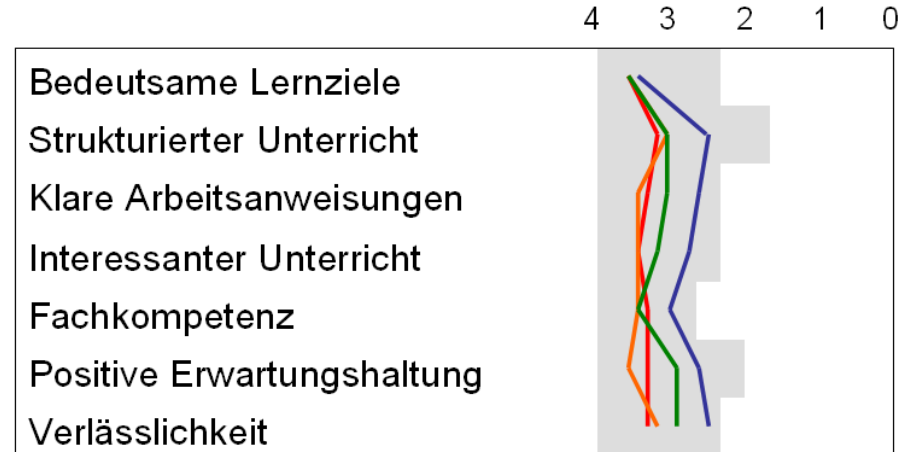 4 3 2 1 0
Bedeutsame Lernziele
Strukturierter Unterricht
Klare Arbeitsanweisungen
Interessanter Unterricht
Fachkompetenz
Positive Erwartungshaltung
Verlässlichkeit